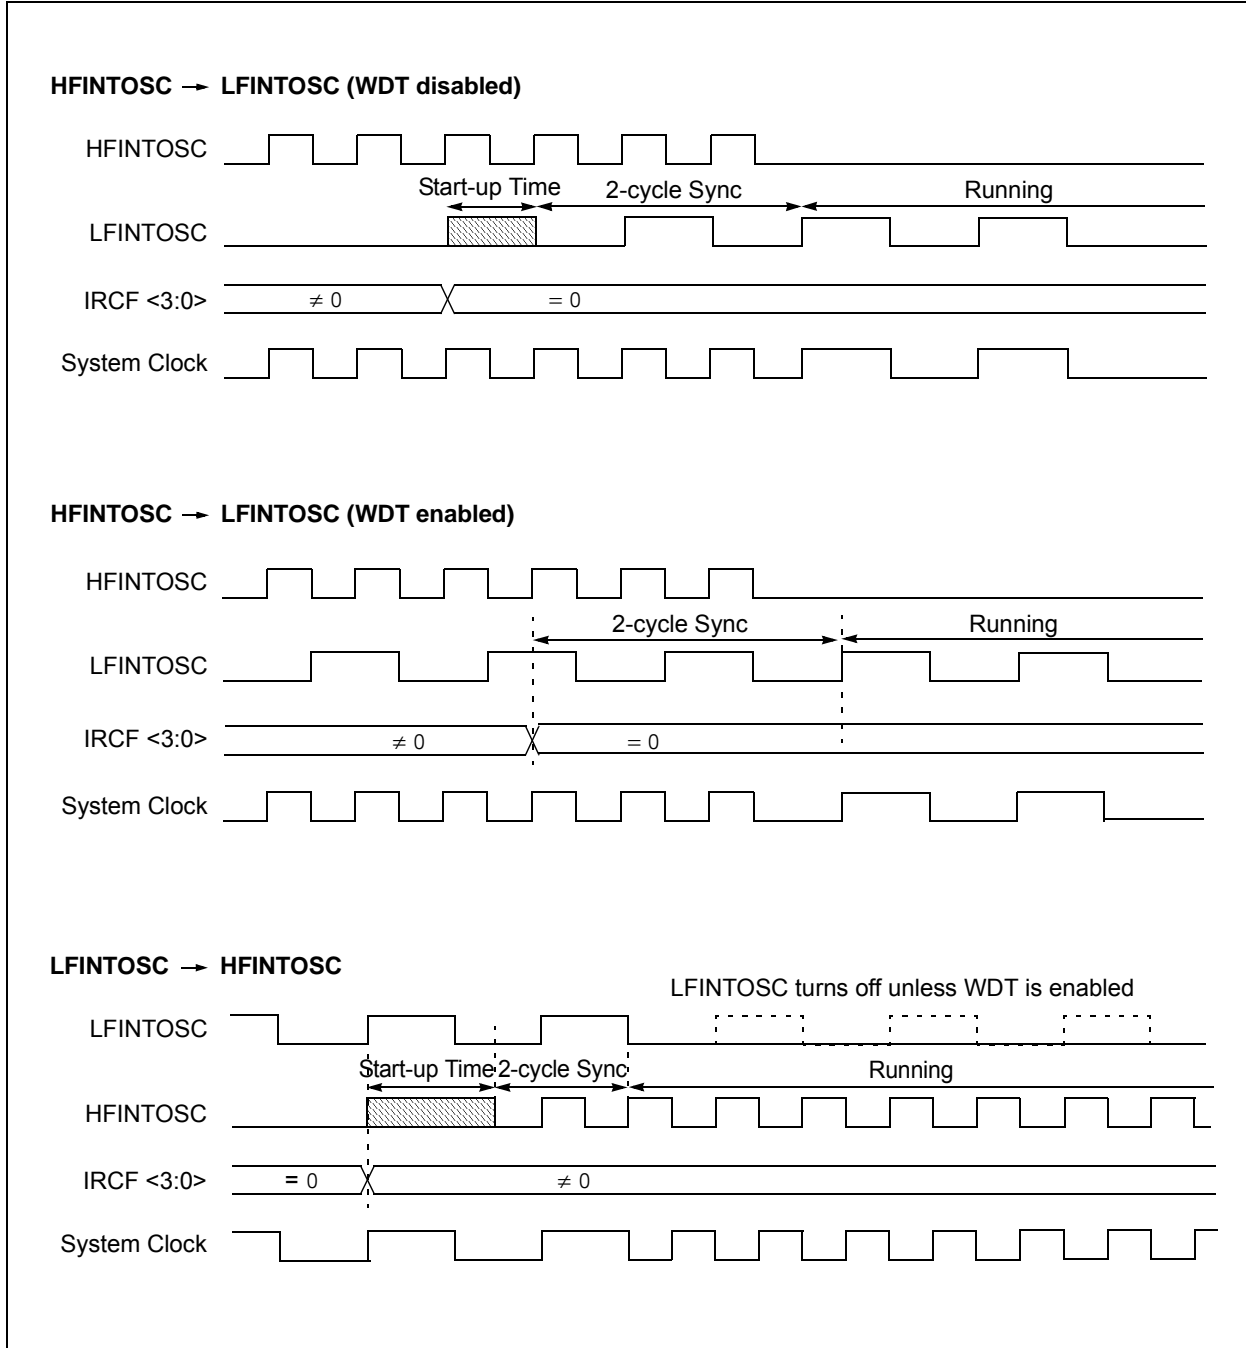 HFINTOSC → LFINTOSC (WDT disabled)
HFINTOSC
Start-up Time 2-cycle Sync Running
LFINTOSC
IRCF <3:0> ≠ 0 = 0
System Clock
HFINTOSC → LFINTOSC (WDT enabled)
HFINTOSC
2-cycle Sync Running
LFINTOSC
IRCF <3:0> ≠ 0 = 0
System Clock
LFINTOSC → HFINTOSC
LFINTOSC turns off unless WDT is enabled
LFINTOSC
Start-up Time 2-cycle Sync Running
HFINTOSC
IRCF <3:0> = 0 ≠ 0
System Clock